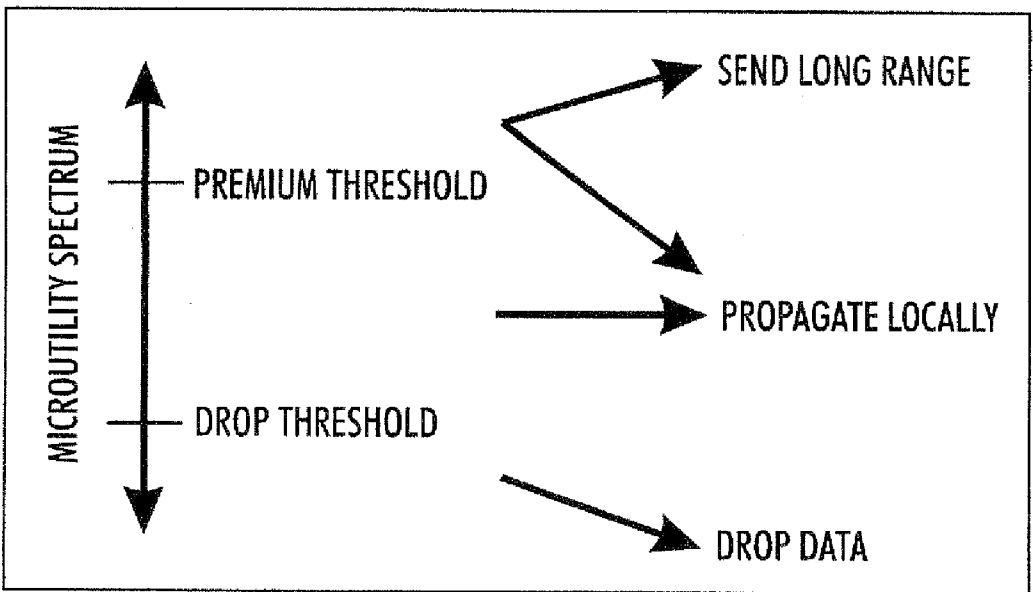 MICROUTILITY SPECTRUM
SEND LONG RANGE
PREMIUM THRESHOLD
PROPAGATE LOCALLY
DROP THRESHOLD
DROP DATA